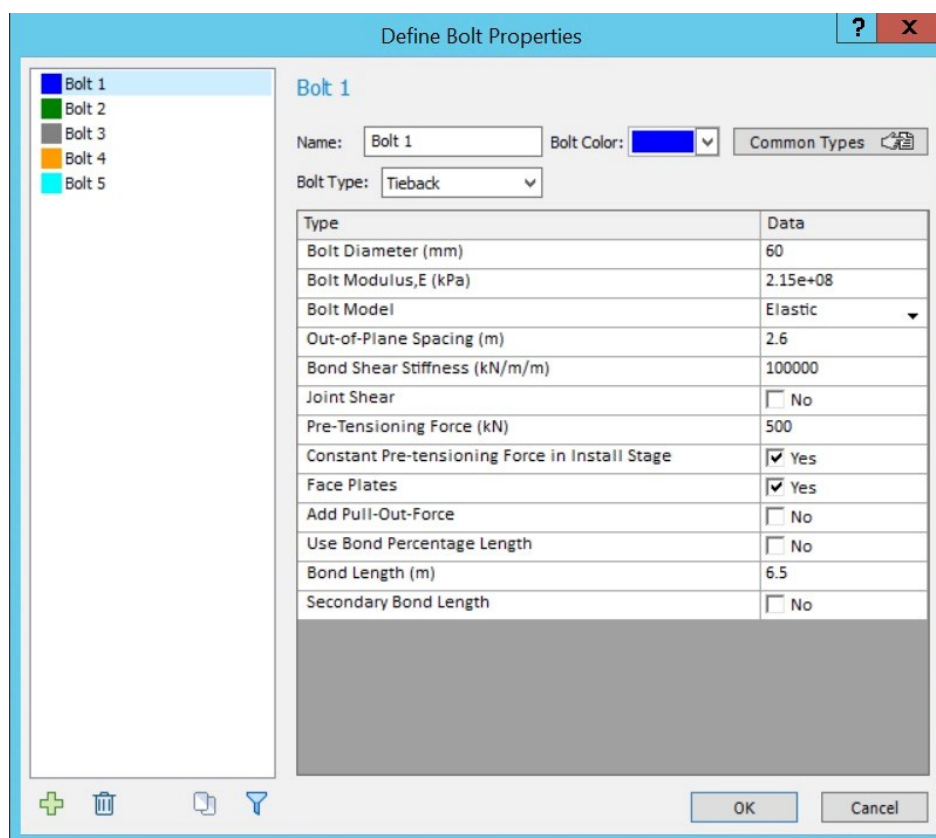 Define Bolt Properties
?
X
Bolt 1
Bolt 2
Bolt 3
Bolt 4
Bolt 5
Bolt 1
Name: Bolt 1 Bolt Color: Common Types
Bolt Type: Tieback
Type Data
Bolt Diameter (mm) 60
Bolt Modulus,E (kPa) 2.15e+08
Bolt Model Elastic
Out-of-Plane Spacing (m) 2.6
Bond Shear Stiffness (kN/m/m) 100000
Joint Shear No
Pre-Tensioning Force (kN) 500
Constant Pre-tensioning Force in Install Stage Yes
Face Plates Yes
Add Pull-Out-Force No
Use Bond Percentage Length No
Bond Length (m) 6.5
Secondary Bond Length No
OK Cancel